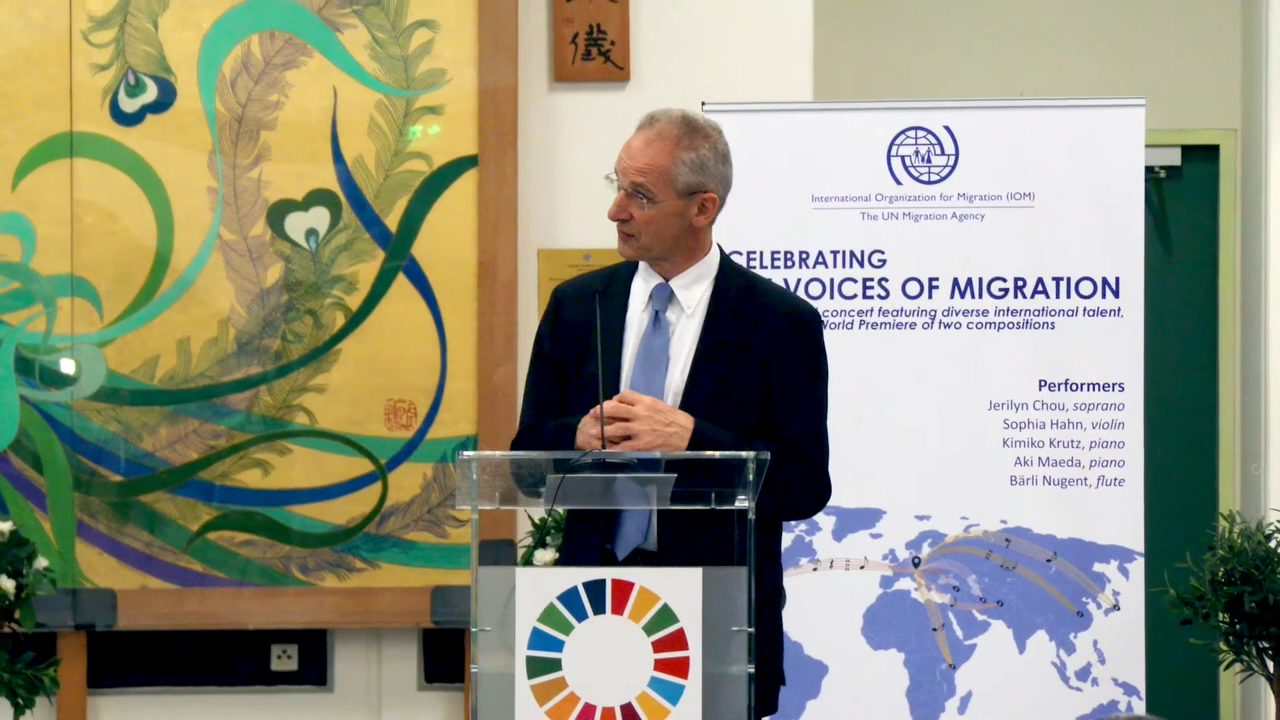 儀
International Organization for Migration (IOM)
The UN Migration Agency
CELEBRATING
VOICES OF MIGRATION
concert featuring diverse international talent,
World Premiere of two compositions
Performers
Jerilyn Chou, soprano
Sophia Hahn, violin
Kimiko Krutz, piano
Aki Maeda, piano
Bärli Nugent, flute